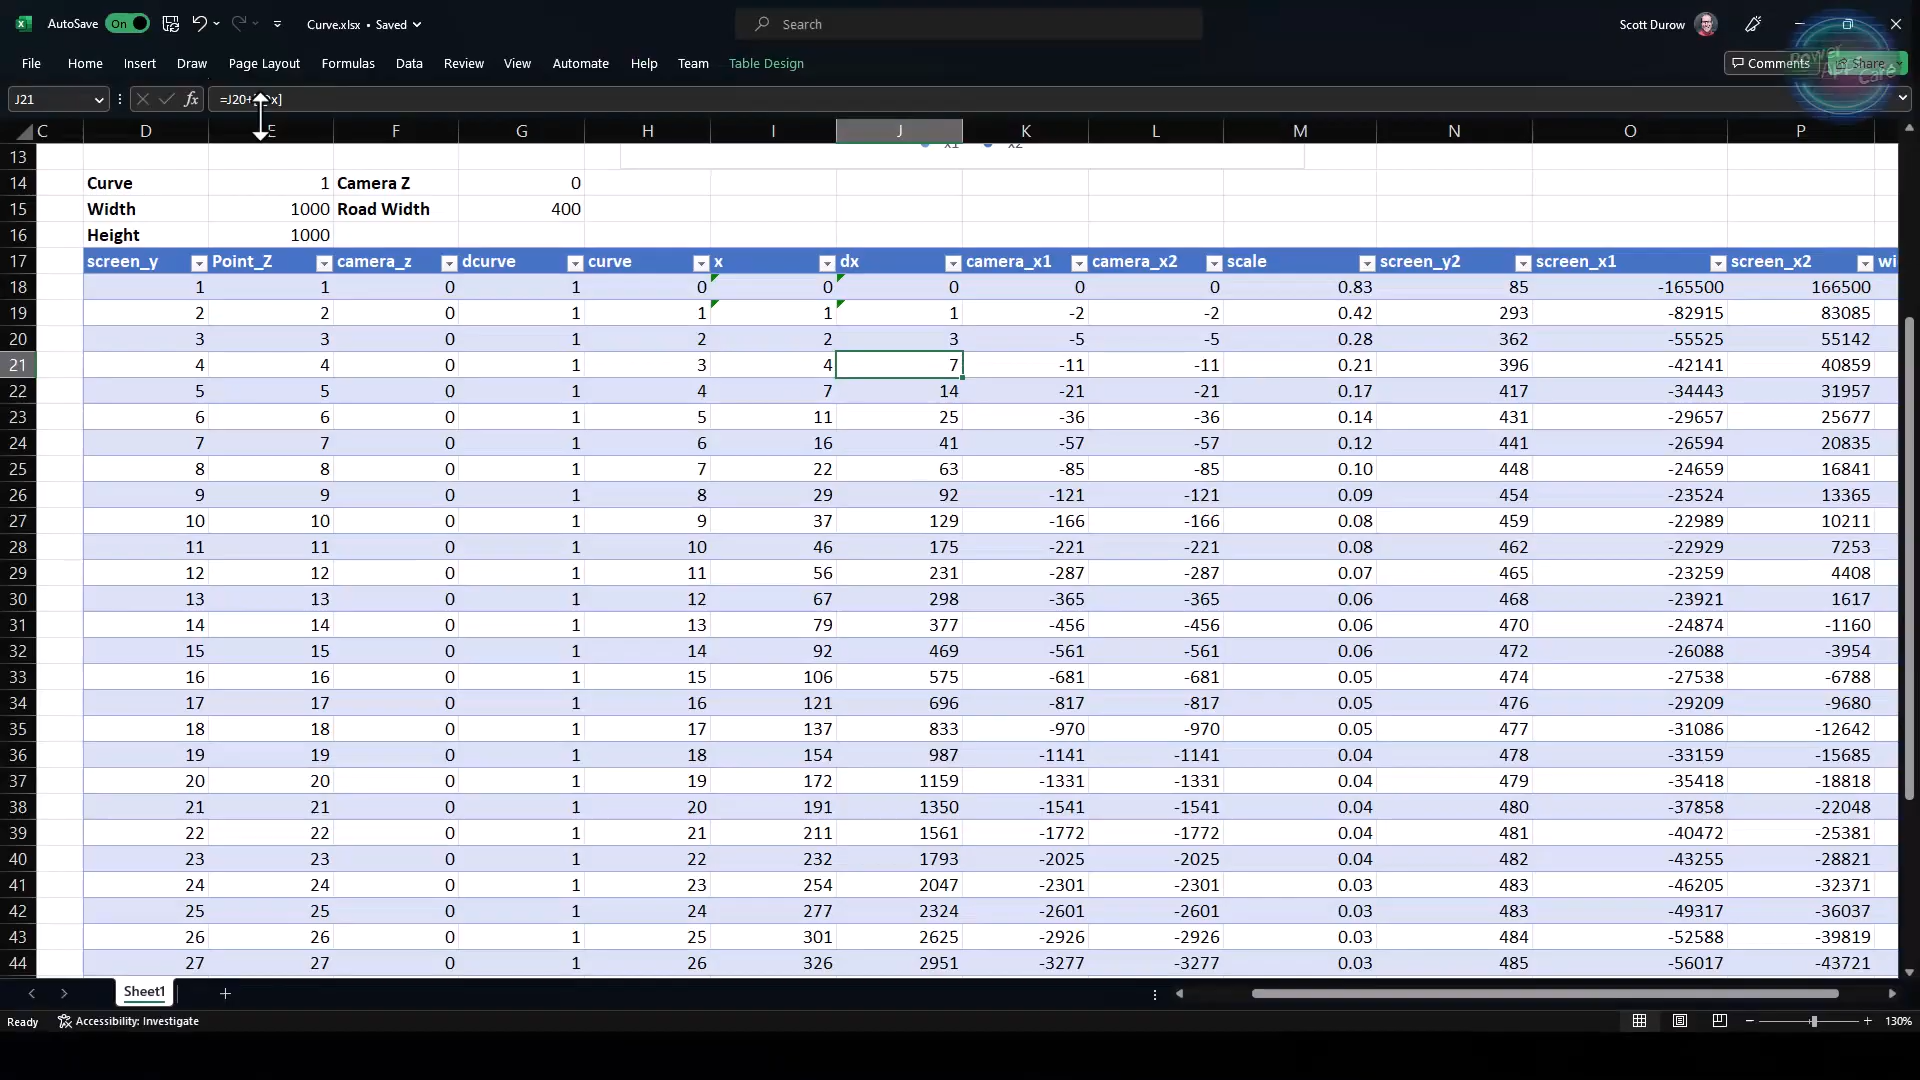 AutoSave On Curve.xlsx • Saved Search Scott Durow
File Home Insert Draw Page Layout Formulas Data Review View Automate Help Team Table Design Comments Share
J21 fx =J20+ x]
C D E F G H I J K L M N O P
13 x1 x2
14 Curve 1 Camera Z 0
15 Width 1000 Road Width 400
16 Height 1000
17 screen_y Point_Z camera_z dcurve curve x dx camera_x1 camera_x2 scale screen_y2 screen_x1 screen_x2 wi
18 1 1 0 1 0 0 0 0 0 0.83 85 -165500 166500
19 2 2 0 1 1 1 1 -2 -2 0.42 293 -82915 83085
20 3 3 0 1 2 2 3 -5 -5 0.28 362 -55525 55142
21 4 4 0 1 3 4 7 -11 -11 0.21 396 -42141 40859
22 5 5 0 1 4 7 14 -21 -21 0.17 417 -34443 31957
23 6 6 0 1 5 11 25 -36 -36 0.14 431 -29657 25677
24 7 7 0 1 6 16 41 -57 -57 0.12 441 -26594 20835
25 8 8 0 1 7 22 63 -85 -85 0.10 448 -24659 16841
26 9 9 0 1 8 29 92 -121 -121 0.09 454 -23524 13365
27 10 10 0 1 9 37 129 -166 -166 0.08 459 -22989 10211
28 11 11 0 1 10 46 175 -221 -221 0.08 462 -22929 7253
29 12 12 0 1 11 56 231 -287 -287 0.07 465 -23259 4408
30 13 13 0 1 12 67 298 -365 -365 0.06 468 -23921 1617
31 14 14 0 1 13 79 377 -456 -456 0.06 470 -24874 -1160
32 15 15 0 1 14 92 469 -561 -561 0.06 472 -26088 -3954
33 16 16 0 1 15 106 575 -681 -681 0.05 474 -27538 -6788
34 17 17 0 1 16 121 696 -817 -817 0.05 476 -29209 -9680
35 18 18 0 1 17 137 833 -970 -970 0.05 477 -31086 -12642
36 19 19 0 1 18 154 987 -1141 -1141 0.04 478 -33159 -15685
37 20 20 0 1 19 172 1159 -1331 -1331 0.04 479 -35418 -18818
38 21 21 0 1 20 191 1350 -1541 -1541 0.04 480 -37858 -22048
39 22 22 0 1 21 211 1561 -1772 -1772 0.04 481 -40472 -25381
40 23 23 0 1 22 232 1793 -2025 -2025 0.04 482 -43255 -28821
41 24 24 0 1 23 254 2047 -2301 -2301 0.03 483 -46205 -32371
42 25 25 0 1 24 277 2324 -2601 -2601 0.03 483 -49317 -36037
43 26 26 0 1 25 301 2625 -2926 -2926 0.03 484 -52588 -39819
44 27 27 0 1 26 326 2951 -3277 -3277 0.03 485 -56017 -43721
Sheet1
Ready Accessibility: Investigate 130%